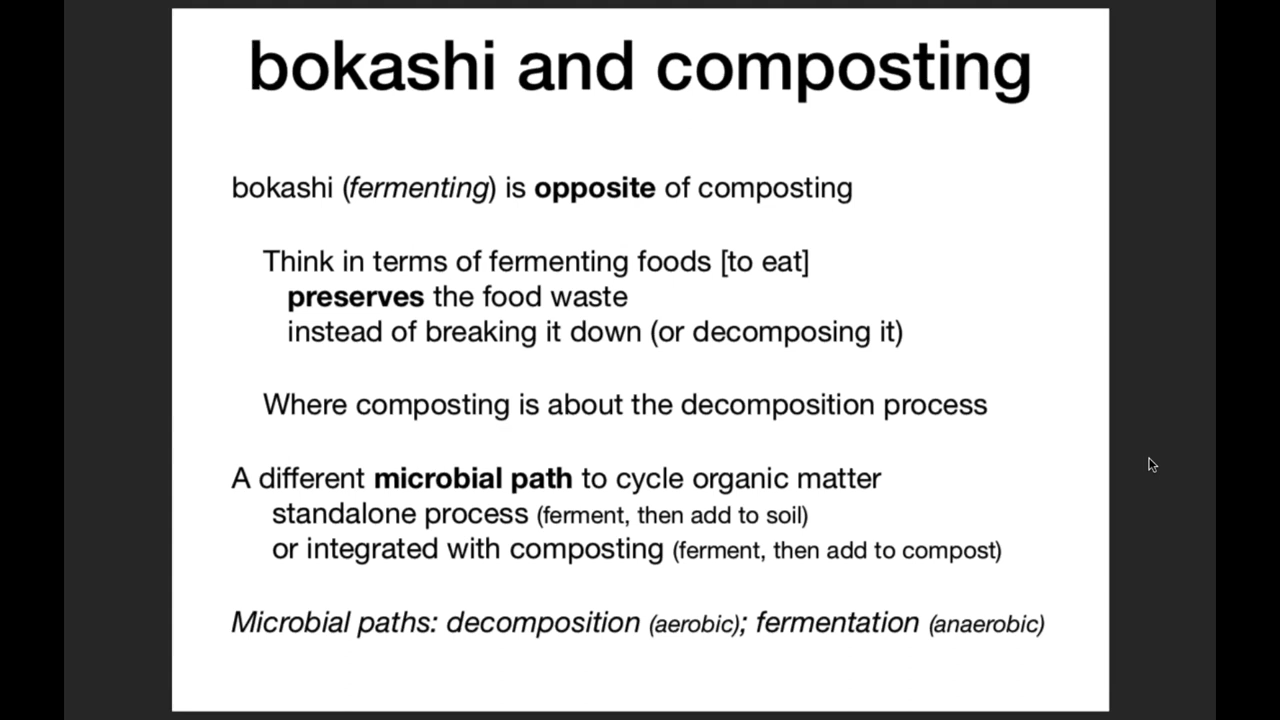 bokashi and composting
bokashi (fermenting) is opposite of composting
Think in terms of fermenting foods [to eat]
preserves the food waste
instead of breaking it down (or decomposing it)
Where composting is about the decomposition process
A different microbial path to cycle organic matter
standalone process (ferment, then add to soil)
or integrated with composting (ferment, then add to compost)
Microbial paths: decomposition (aerobic); fermentation (anaerobic)